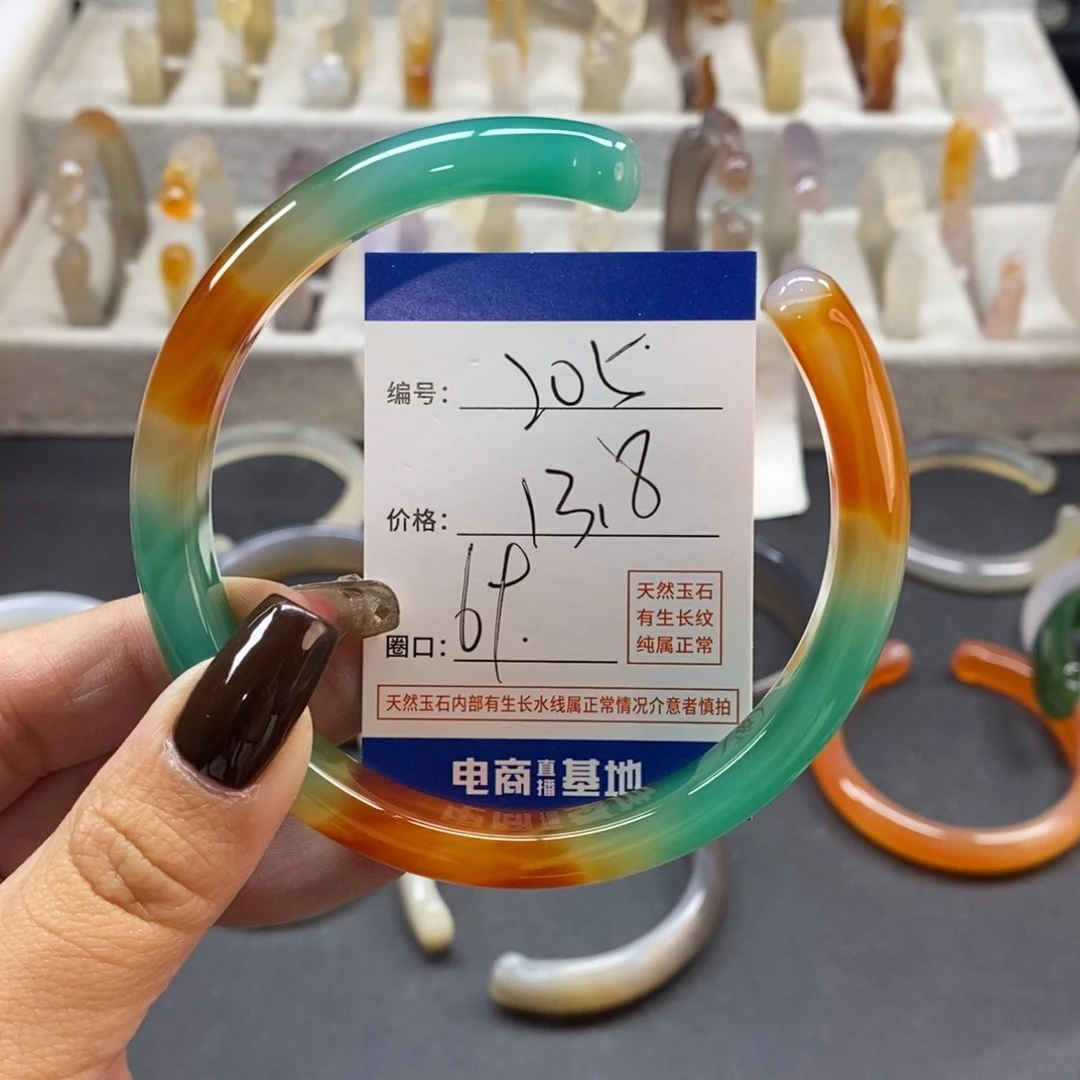 编号: 205
价格: 13.8
圈口: 69.
天然玉石
有生长纹
纯属正常
天然玉石内部有生长水线属正常情况介意者慎拍
电商直播基地